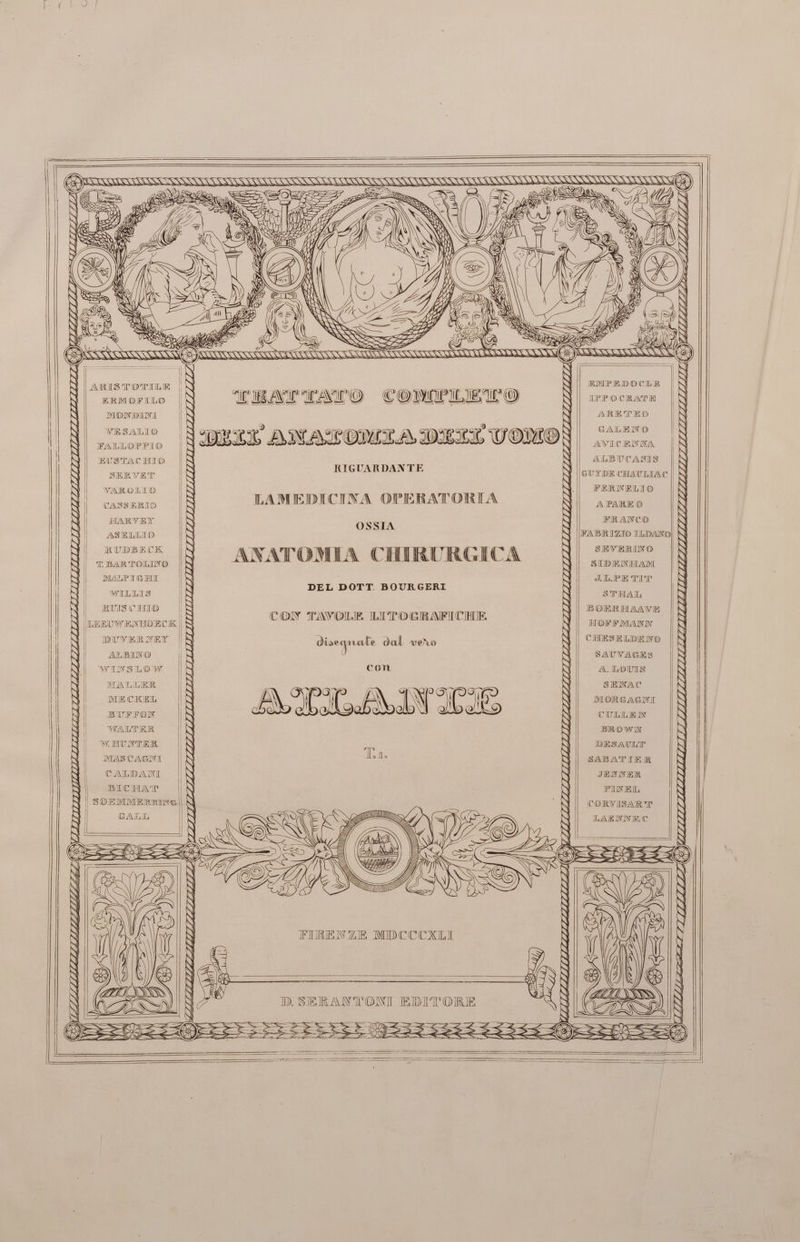 ARISTOTILE
ERMOFILO
MONDINI
VESALIO
FALLOPPIO
EUSTACHIO
SERVET
VAROLIO
CASSERIO
HARVEY
ASELLIO
RUDBECK
T. BARTOLINO
MALPIGHI
WILLIS
RUISCHIO
LEEUWENHOECK
DUVERNEY
ALBINO
WINSLOW
HALLER
MECKEL
BUFFON
WALTER
W. HUNTER
MASCAGNI
CALDANI
BICHAT
SOEMMERRING
GALL
TRATTATO COMPLETO
DELL' ANATOMIA DELL' UOMO
RIGUARDANTE
LAMEDICINA OPERATORIA
OSSIA
ANATOMIA CHIRURGICA
DEL DOTT. BOURGERI
CON TAVOLE LITOGRAFICHE
disegnate dal vero
con
ATLANTE
T. I.
FIRENZE MDCCCXLI
D. SERANTONI EDITORE
EMPEDOCLE
IPPOCRATE
ARETEO
GALENO
AVICENNA
ALBUCASIS
GUY DE CHAULIAC
FERNELIO
A PAREO
FRANCO
FABRIZIO ILDANO
SEVERINO
SIDENHAM
J.L. PETIT
STHAL
BOERHAAVE
HOFFMANN
CHESELDENO
SAUVAGES
A. LOUIS
SENAC
MORGAGNI
CULLEN
BROWN
DESAULT
SABATIER
JENNER
PINEL
CORVISART
LAENNEC